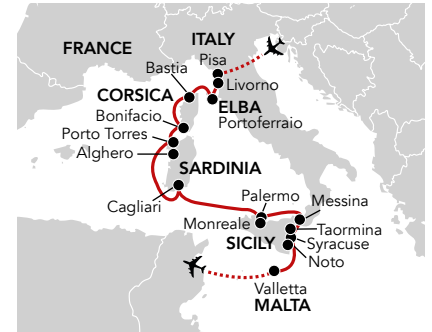 ITALY
FRANCE
Pisa
Bastia
Livorno
CORSICA
ELBA
Bonifacio
Portoferraio
Porto Torres
Alghero
SARDINIA
Palermo
Cagliari
Messina
Monreale
Taormina
SICILY
Syracuse
Noto
Valletta
MALTA